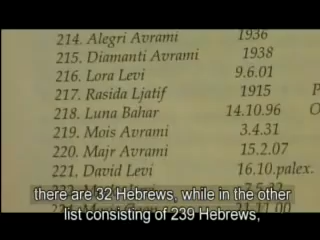 214. Alegri Avrami 1936
215. Diamanti Avrami 1938
216. Lora Levi 9.6.01
217. Rasida Ljatif 1915 P
218. Luna Bahar 14.10.96 O
219. Mois Avrami 3.4.31
220. Majr Avrami 15.2.07
221. David Levi 16.10.palex.
there are 32 Hebrews, while in the other
list consisting of 239 Hebrews,